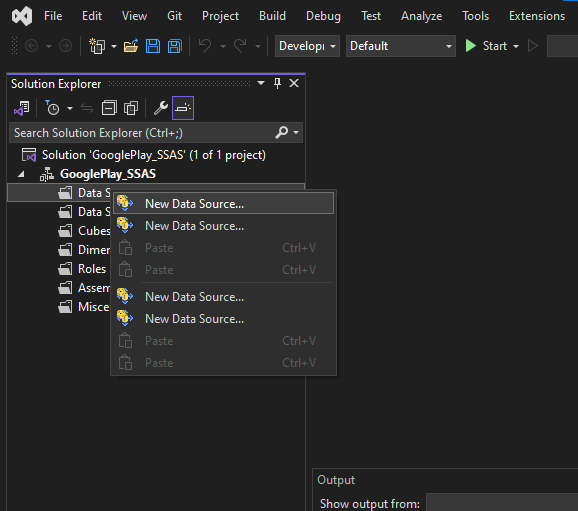 File Edit View Git Project Build Debug Test Analyze Tools Extensions
Default Start
Solution Explorer
Search Solution Explorer (Ctrl+;)
Solution 'GooglePlay_SSAS' (1 of 1 project)
GooglePlay_SSAS
Data S
New Data Source...
Data S
New Data Source...
Cubes
Paste Ctrl+V
Dimen
Paste Ctrl+V
Roles
Assem
New Data Source...
Misce
New Data Source...
Paste Ctrl+V
Paste Ctrl+V
Output
Show output from: